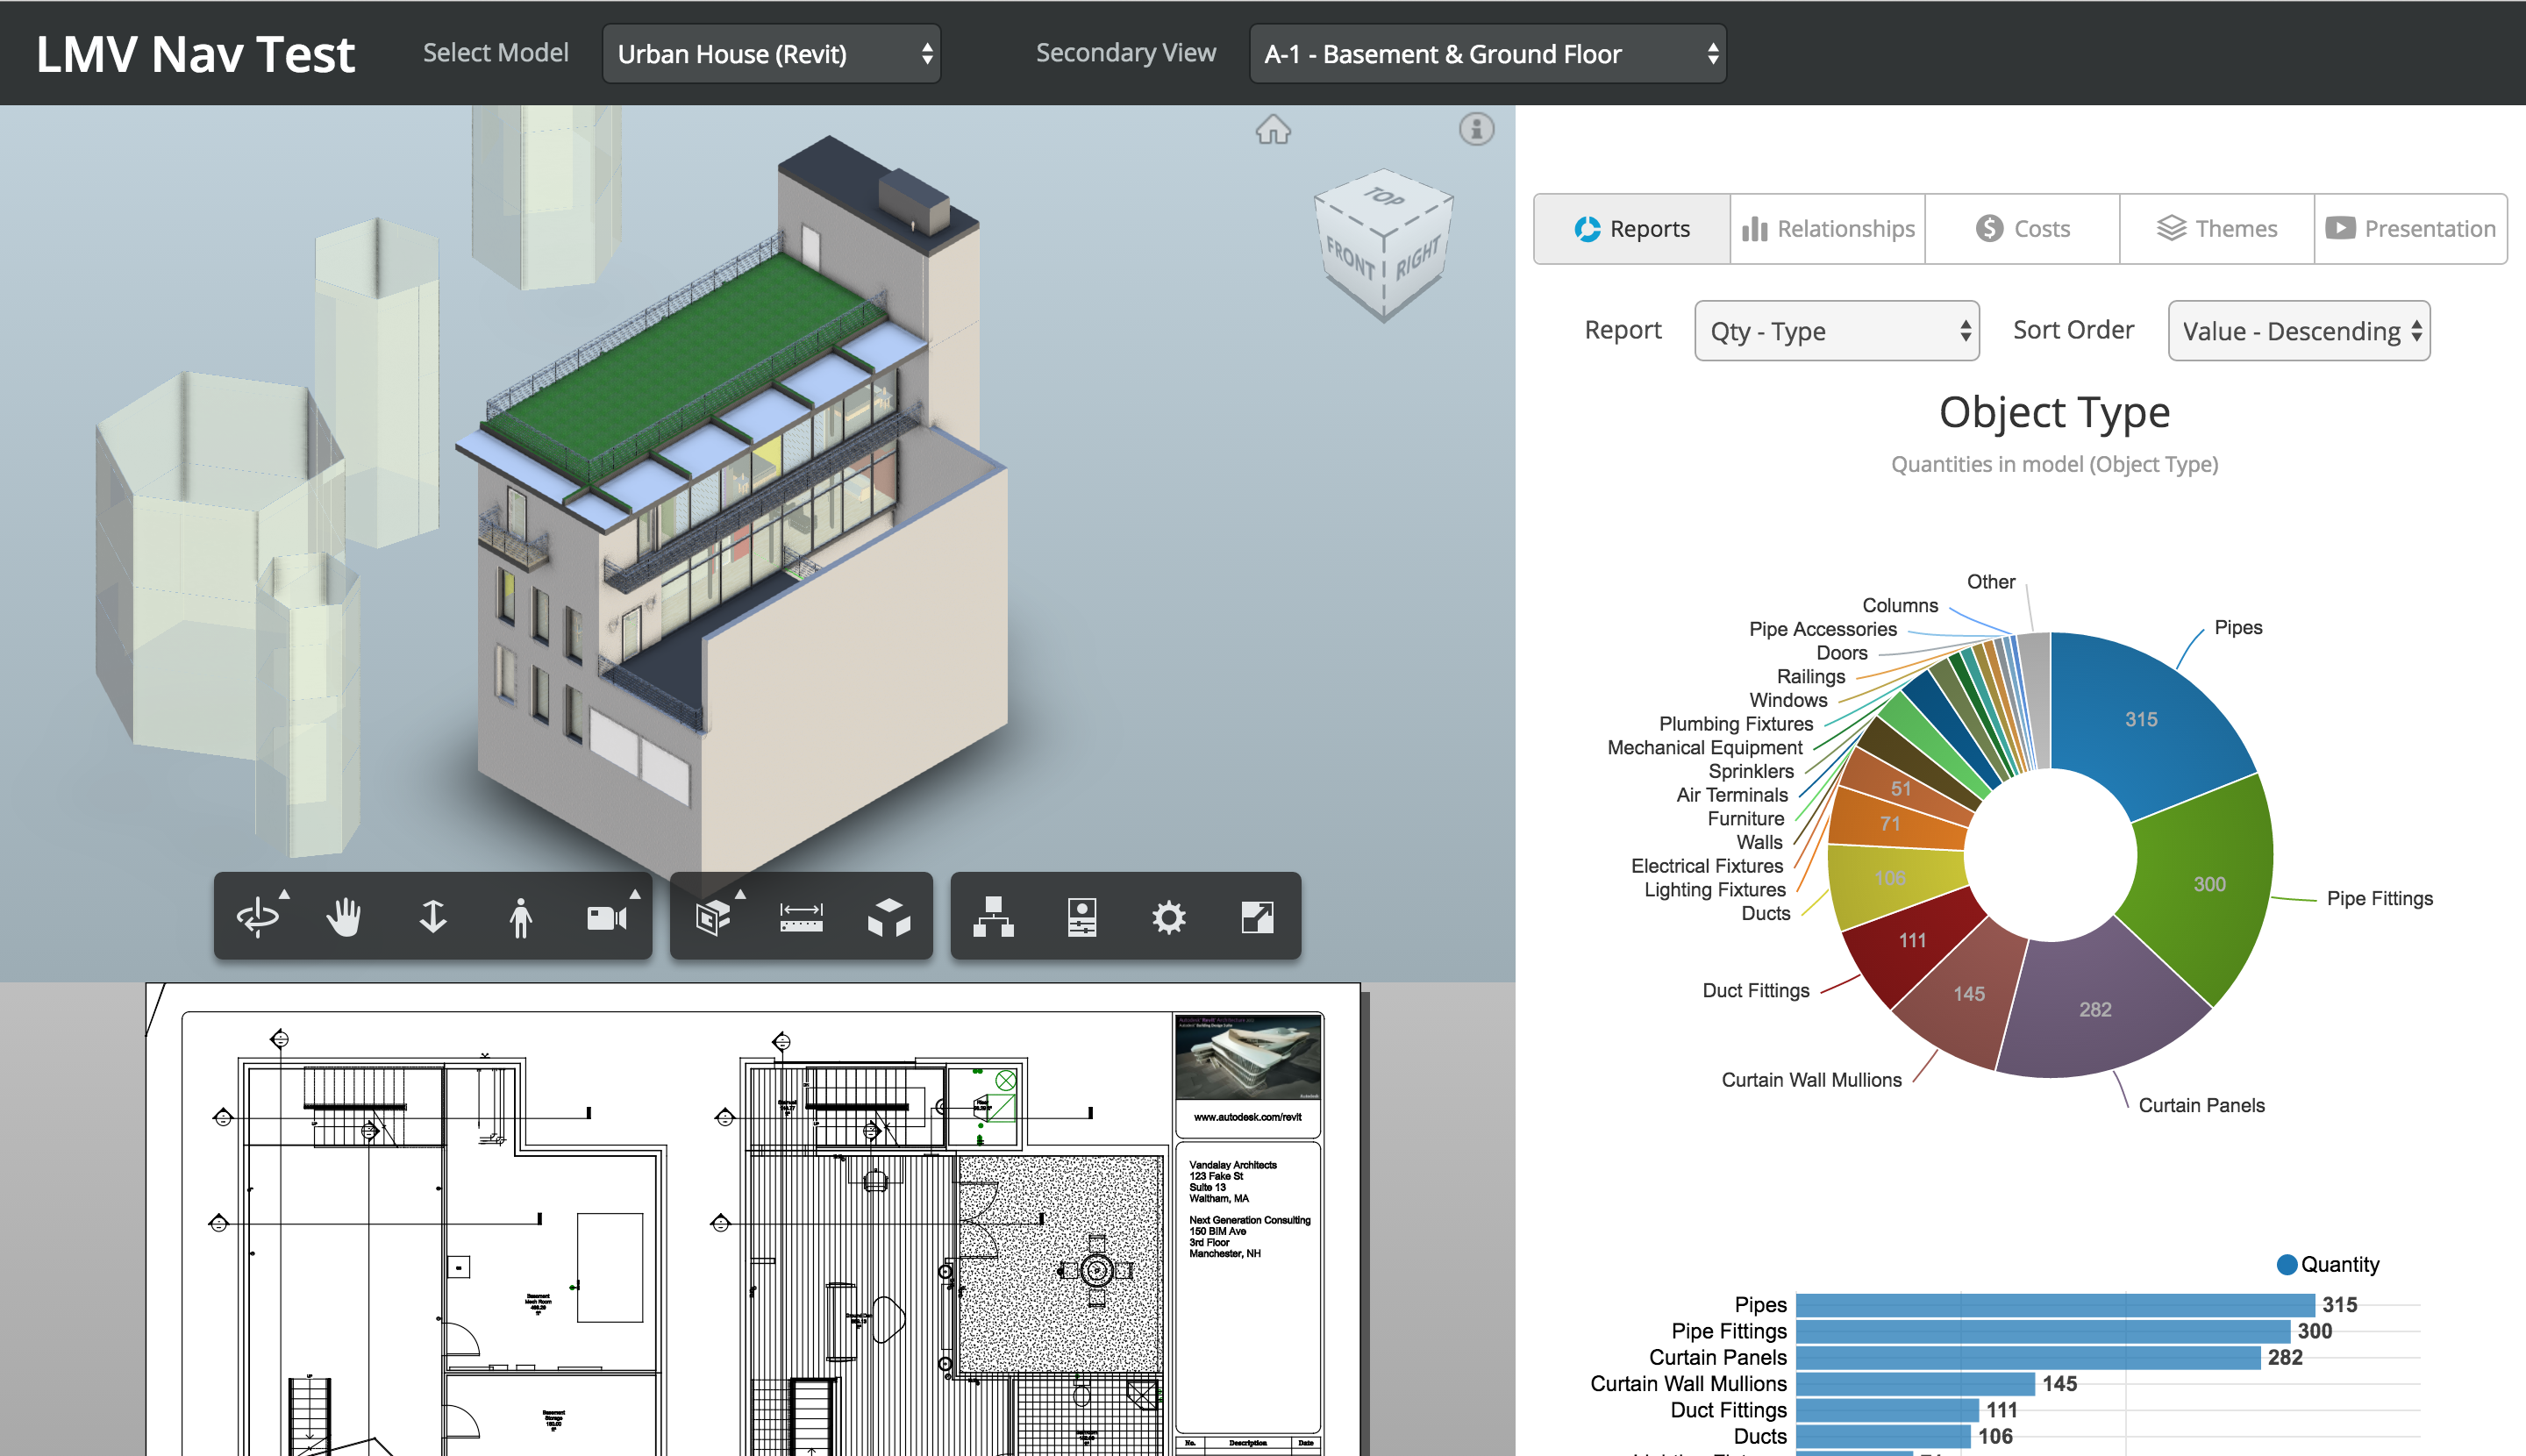 LMV Nav Test
Select Model
Urban House (Revit)
Secondary View
A-1 - Basement & Ground Floor
TOP
FRONT
RIGHT
Reports
Relationships
Costs
Themes
Presentation
Report
Qty - Type
Sort Order
Value - Descending
Object Type
Quantities in model (Object Type)
Other
Columns
Pipe Accessories
Doors
Railings
Windows
Plumbing Fixtures
Mechanical Equipment
Sprinklers
Air Terminals
Furniture
Walls
Electrical Fixtures
Lighting Fixtures
Ducts
Duct Fittings
Curtain Wall Mullions
Curtain Panels
Pipe Fittings
Pipes
315
300
282
145
111
106
71
51
Quantity
Pipes 315
Pipe Fittings 300
Curtain Panels 282
Curtain Wall Mullions 145
Duct Fittings 111
Ducts 106
www.autodesk.com/revit
Vandalay Architects
123 Fake St
Suite 13
Waltham, MA
Next Generation Consulting
150 BIM Ave
3rd Floor
Manchester, NH
No. Description Date
Basement
Mech Room
Basement
Storage
UP